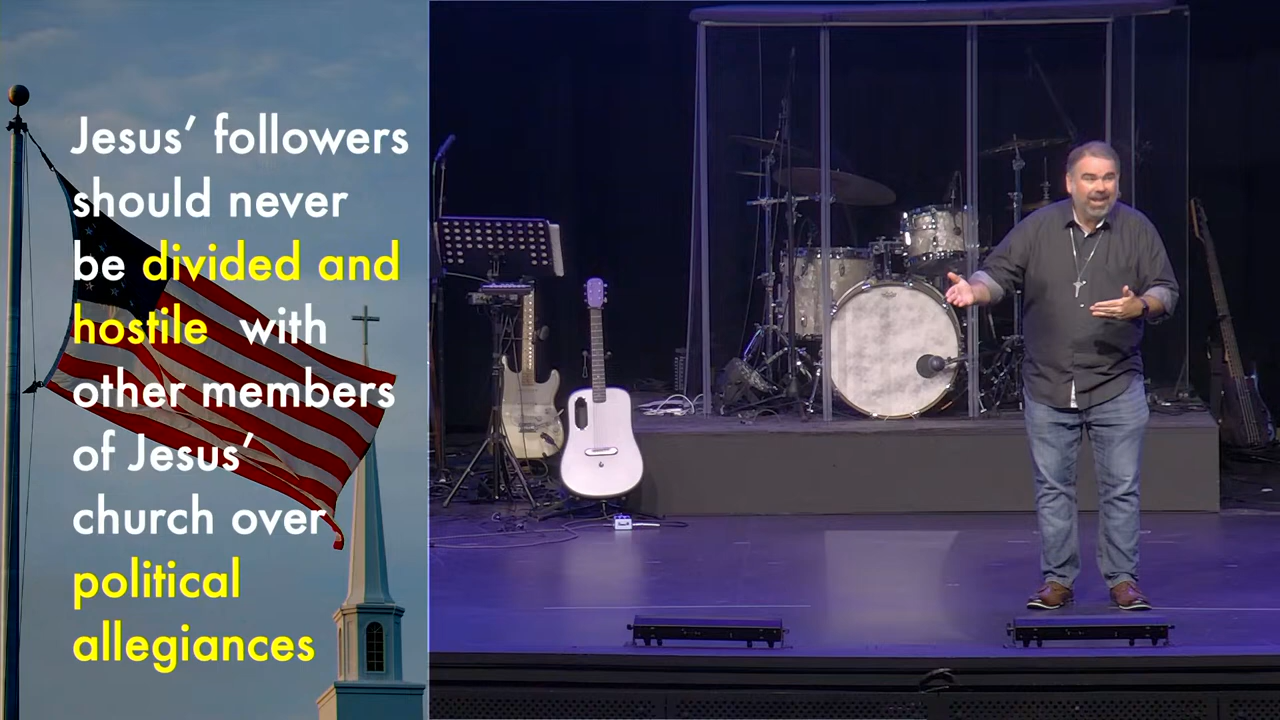 Jesus’ followers
should never
be divided and
hostile with
other members
of Jesus’
church over
political
allegiances